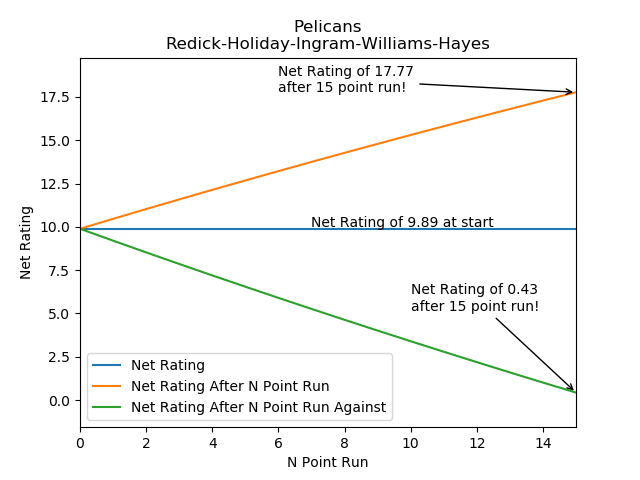 Pelicans
Redick-Holiday-Ingram-Williams-Hayes
Net Rating of 17.77
after 15 point run!
Net Rating of 9.89 at start
Net Rating of 0.43
after 15 point run!
Net Rating
17.5
15.0
12.5
10.0
7.5
5.0
2.5
0.0
Net Rating
Net Rating After N Point Run
Net Rating After N Point Run Against
0 2 4 6 8 10 12 14
N Point Run